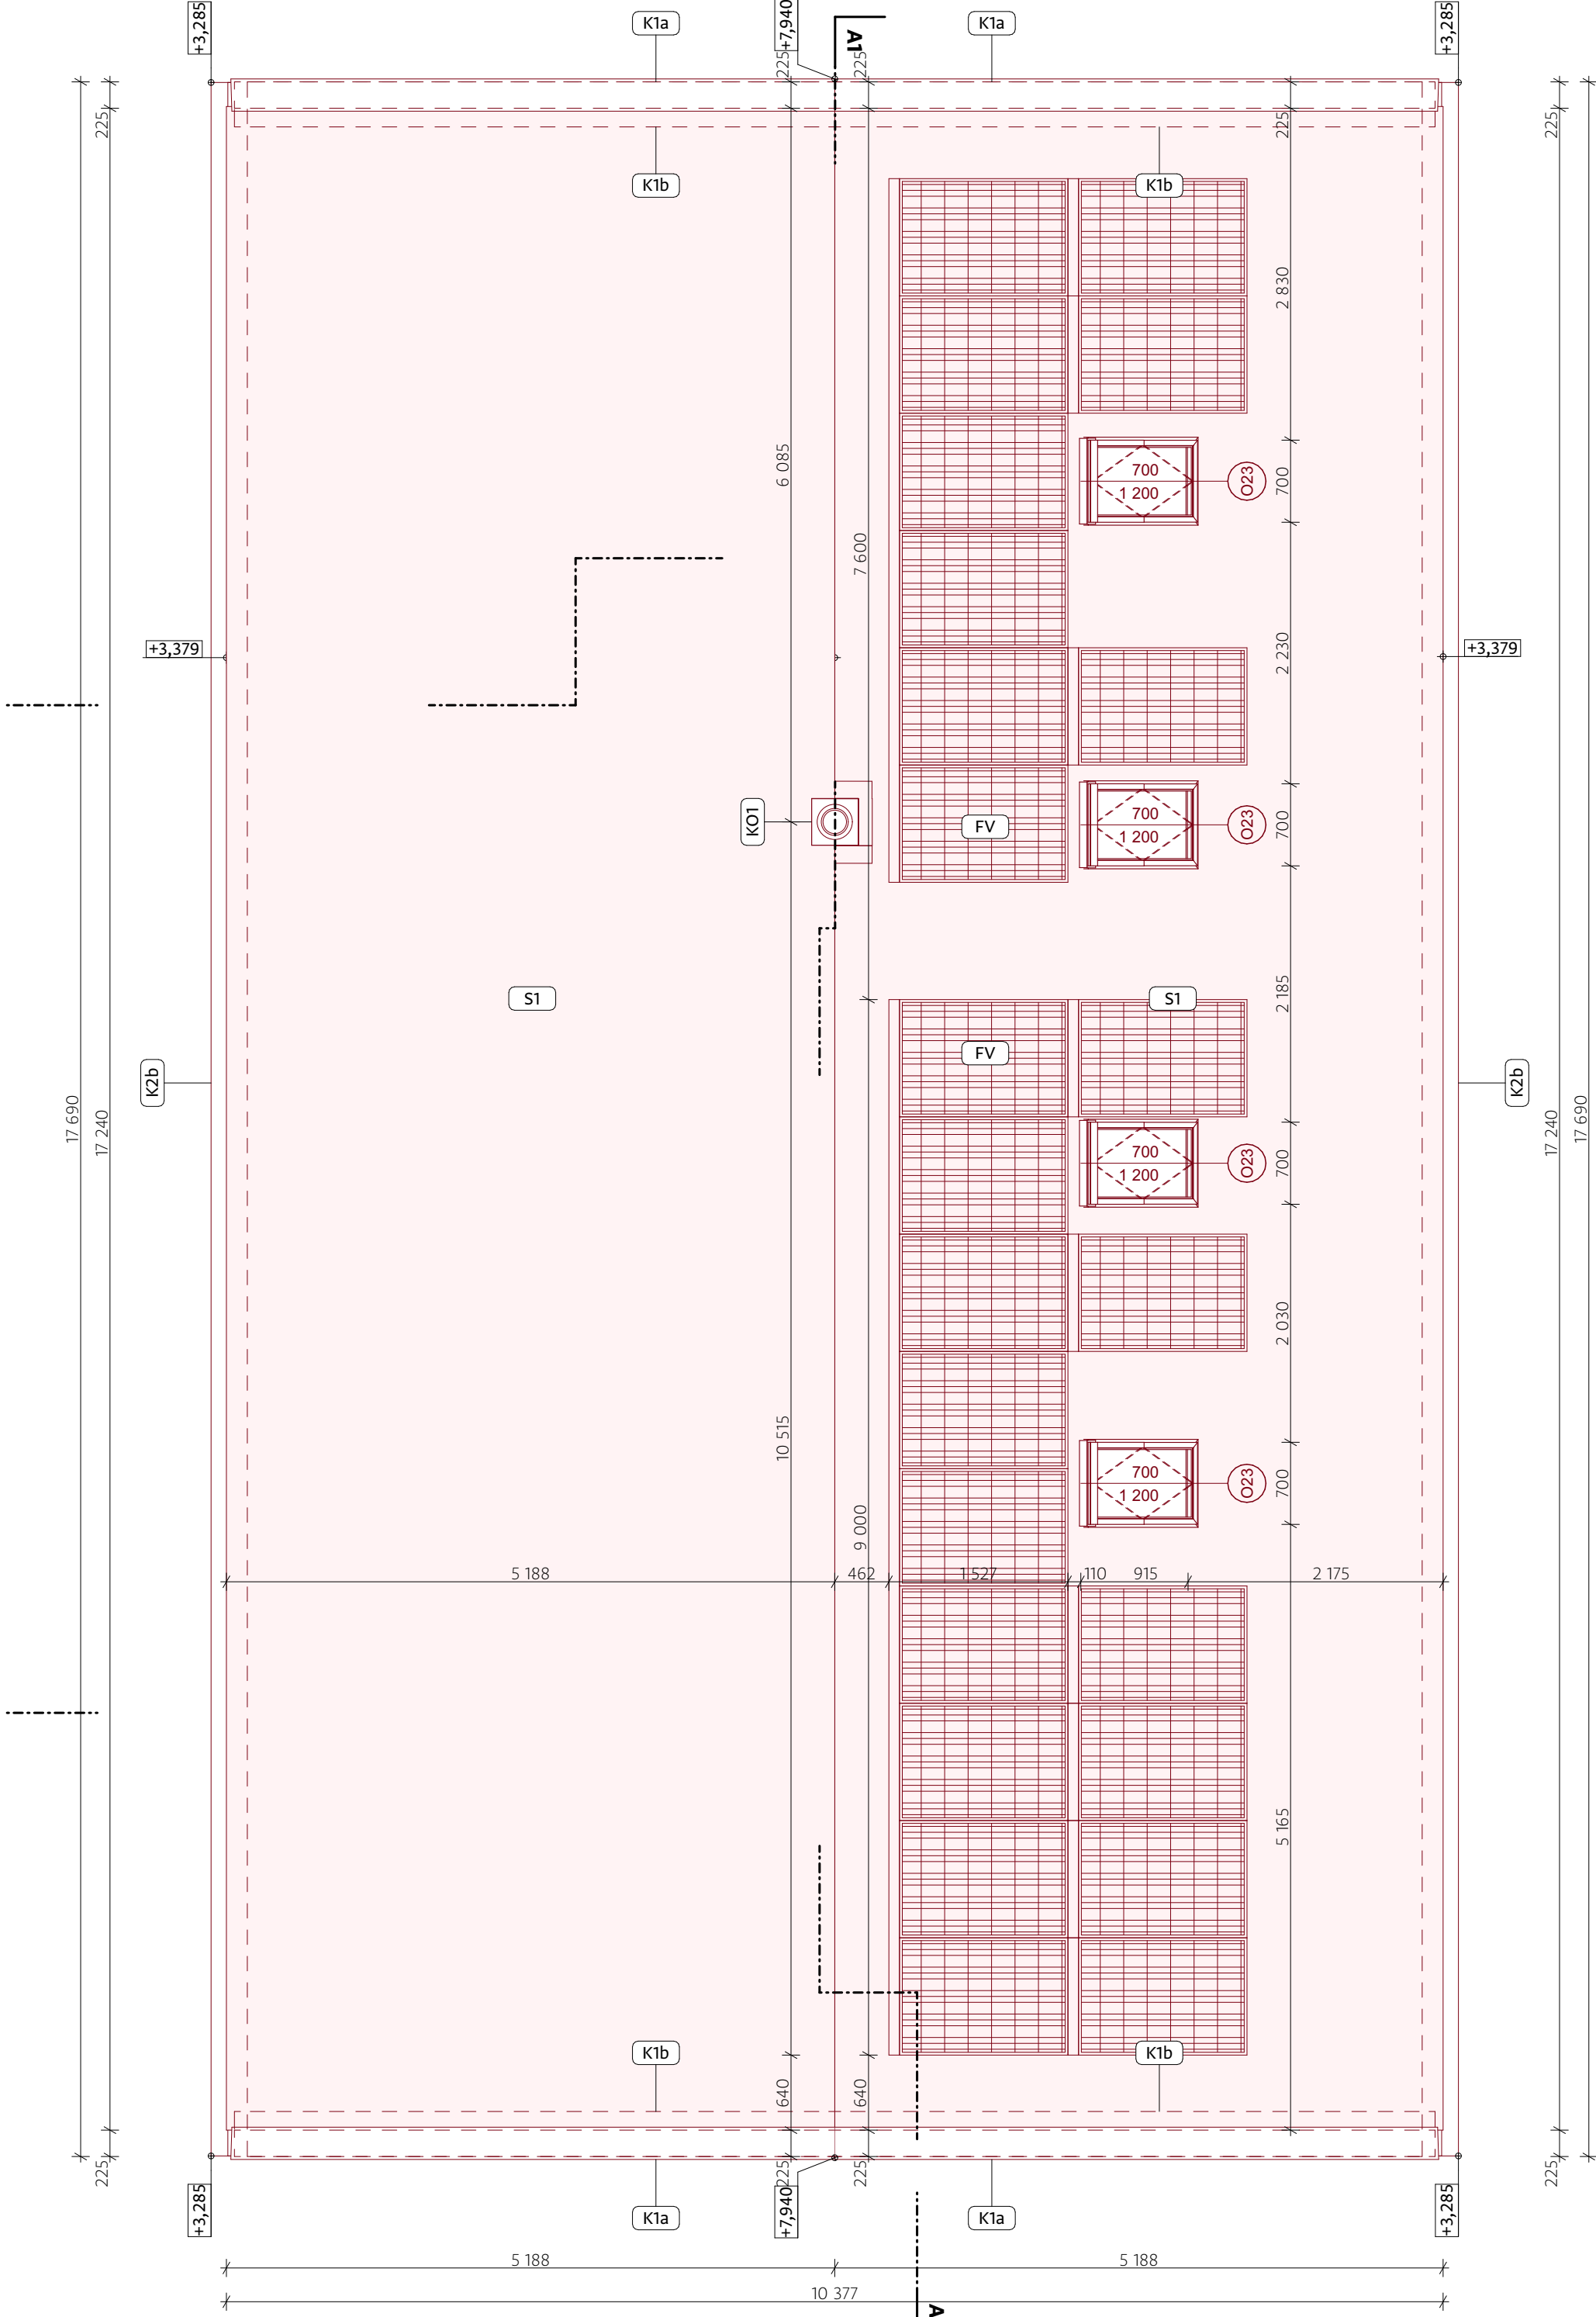 +3,285
K1a
+7,940
A1
K1a
+3,285
225
225
225
225
225
225
K1b
K1b
2 830
6 085
700
1 200
O23
700
7 600
+3,379
2 230
+3,379
KO1
FV
700
1 200
O23
700
S1
S1
2 185
FV
K2b
K2b
17 690
17 240
17 240
17 690
700
1 200
O23
700
2 030
10 515
700
1 200
O23
700
9 000
5 188
462
1 527
110
915
2 175
5 165
K1b
K1b
640
640
225
225
225
225
+3,285
K1a
+7,940
K1a
+3,285
5 188
5 188
10 377
A